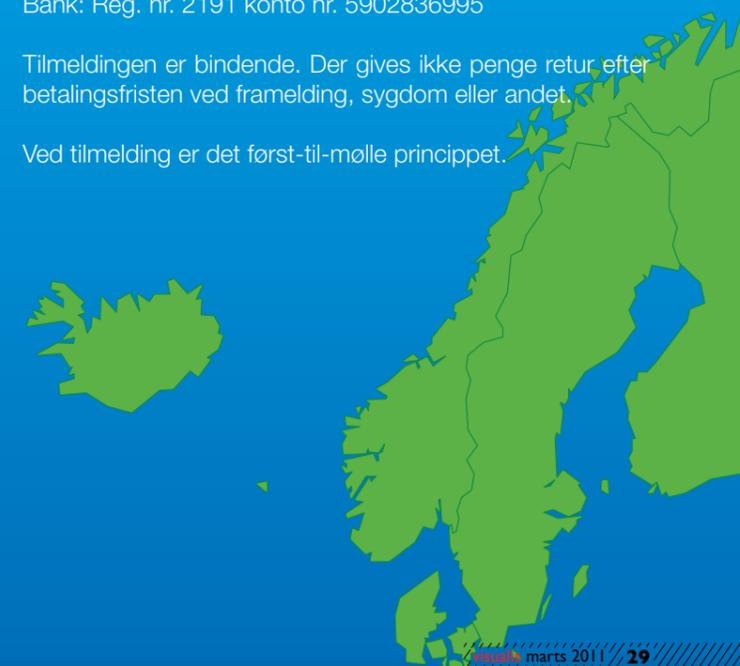 Bank: Reg. nr. 2191 konto nr. 5902836995
Tilmeldingen er bindende. Der gives ikke penge retur efter
betalingsfristen ved framelding, sygdom eller andet.
Ved tilmelding er det først-til-mølle princippet.
visualis marts 2011 29